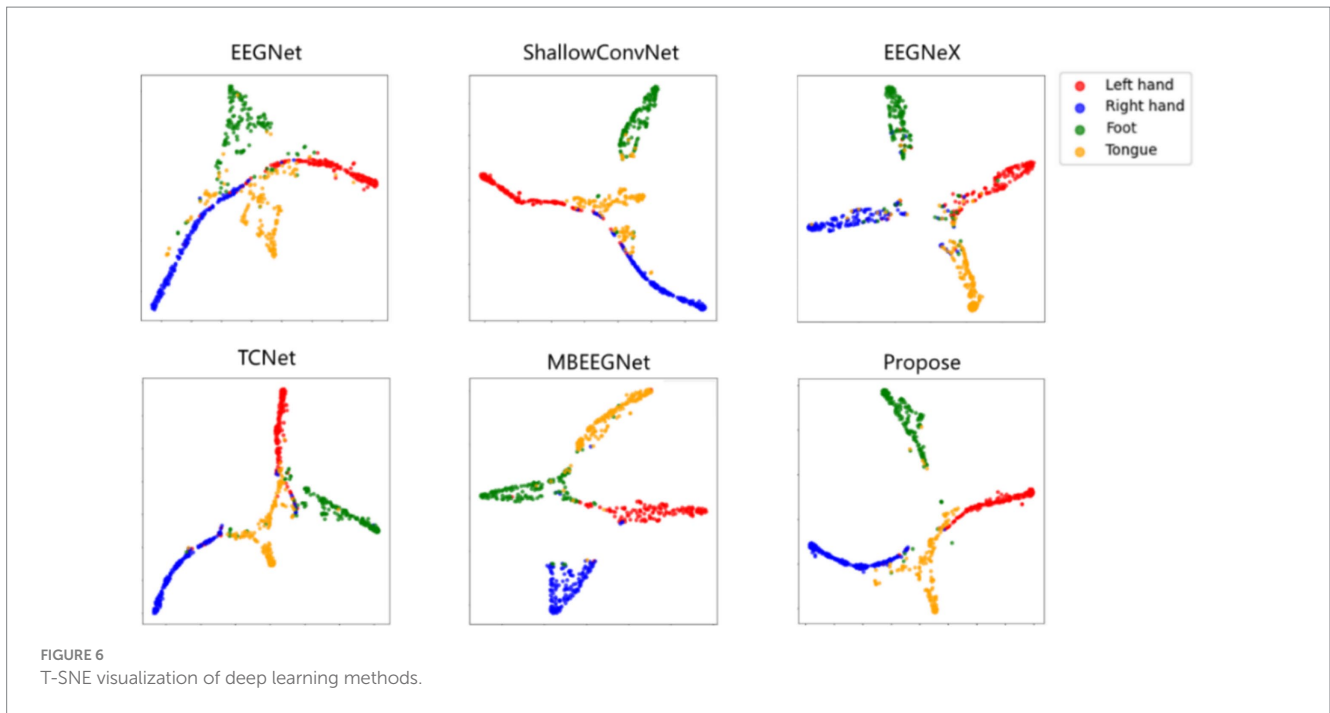 EEGNet
ShallowConvNet
EEGNeX
Left hand
Right hand
Foot
Tongue
TCNet
MBEEGNet
Propose
FIGURE 6
T-SNE visualization of deep learning methods.